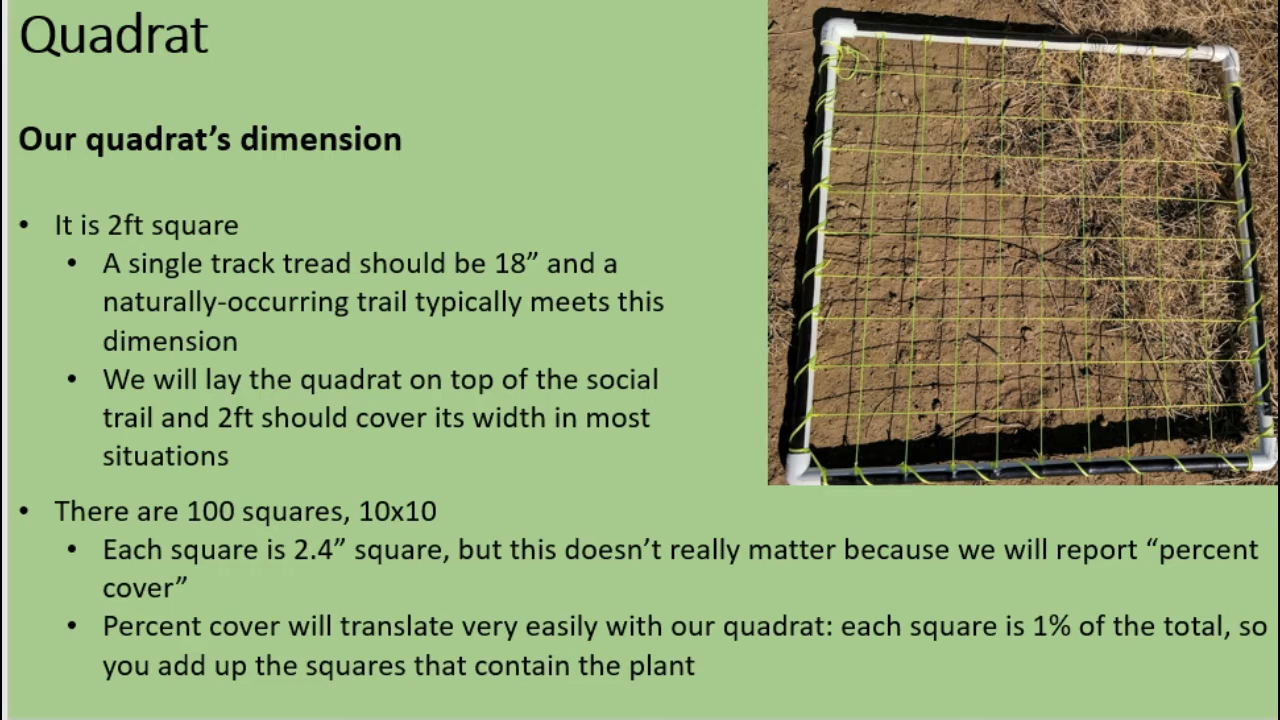 Quadrat
Our quadrat’s dimension
• It is 2ft square
• A single track tread should be 18” and a
naturally-occurring trail typically meets this
dimension
• We will lay the quadrat on top of the social
trail and 2ft should cover its width in most
situations
• There are 100 squares, 10x10
• Each square is 2.4” square, but this doesn’t really matter because we will report “percent
cover”
• Percent cover will translate very easily with our quadrat: each square is 1% of the total, so
you add up the squares that contain the plant